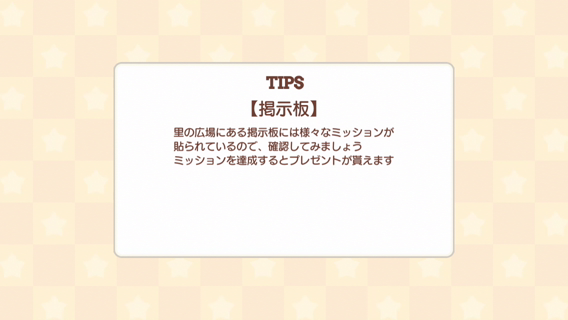 TIPS
【掲示板】
里の広場にある掲示板には様々なミッションが
貼られているので、確認してみましょう
ミッションを達成するとプレゼントが貰えます